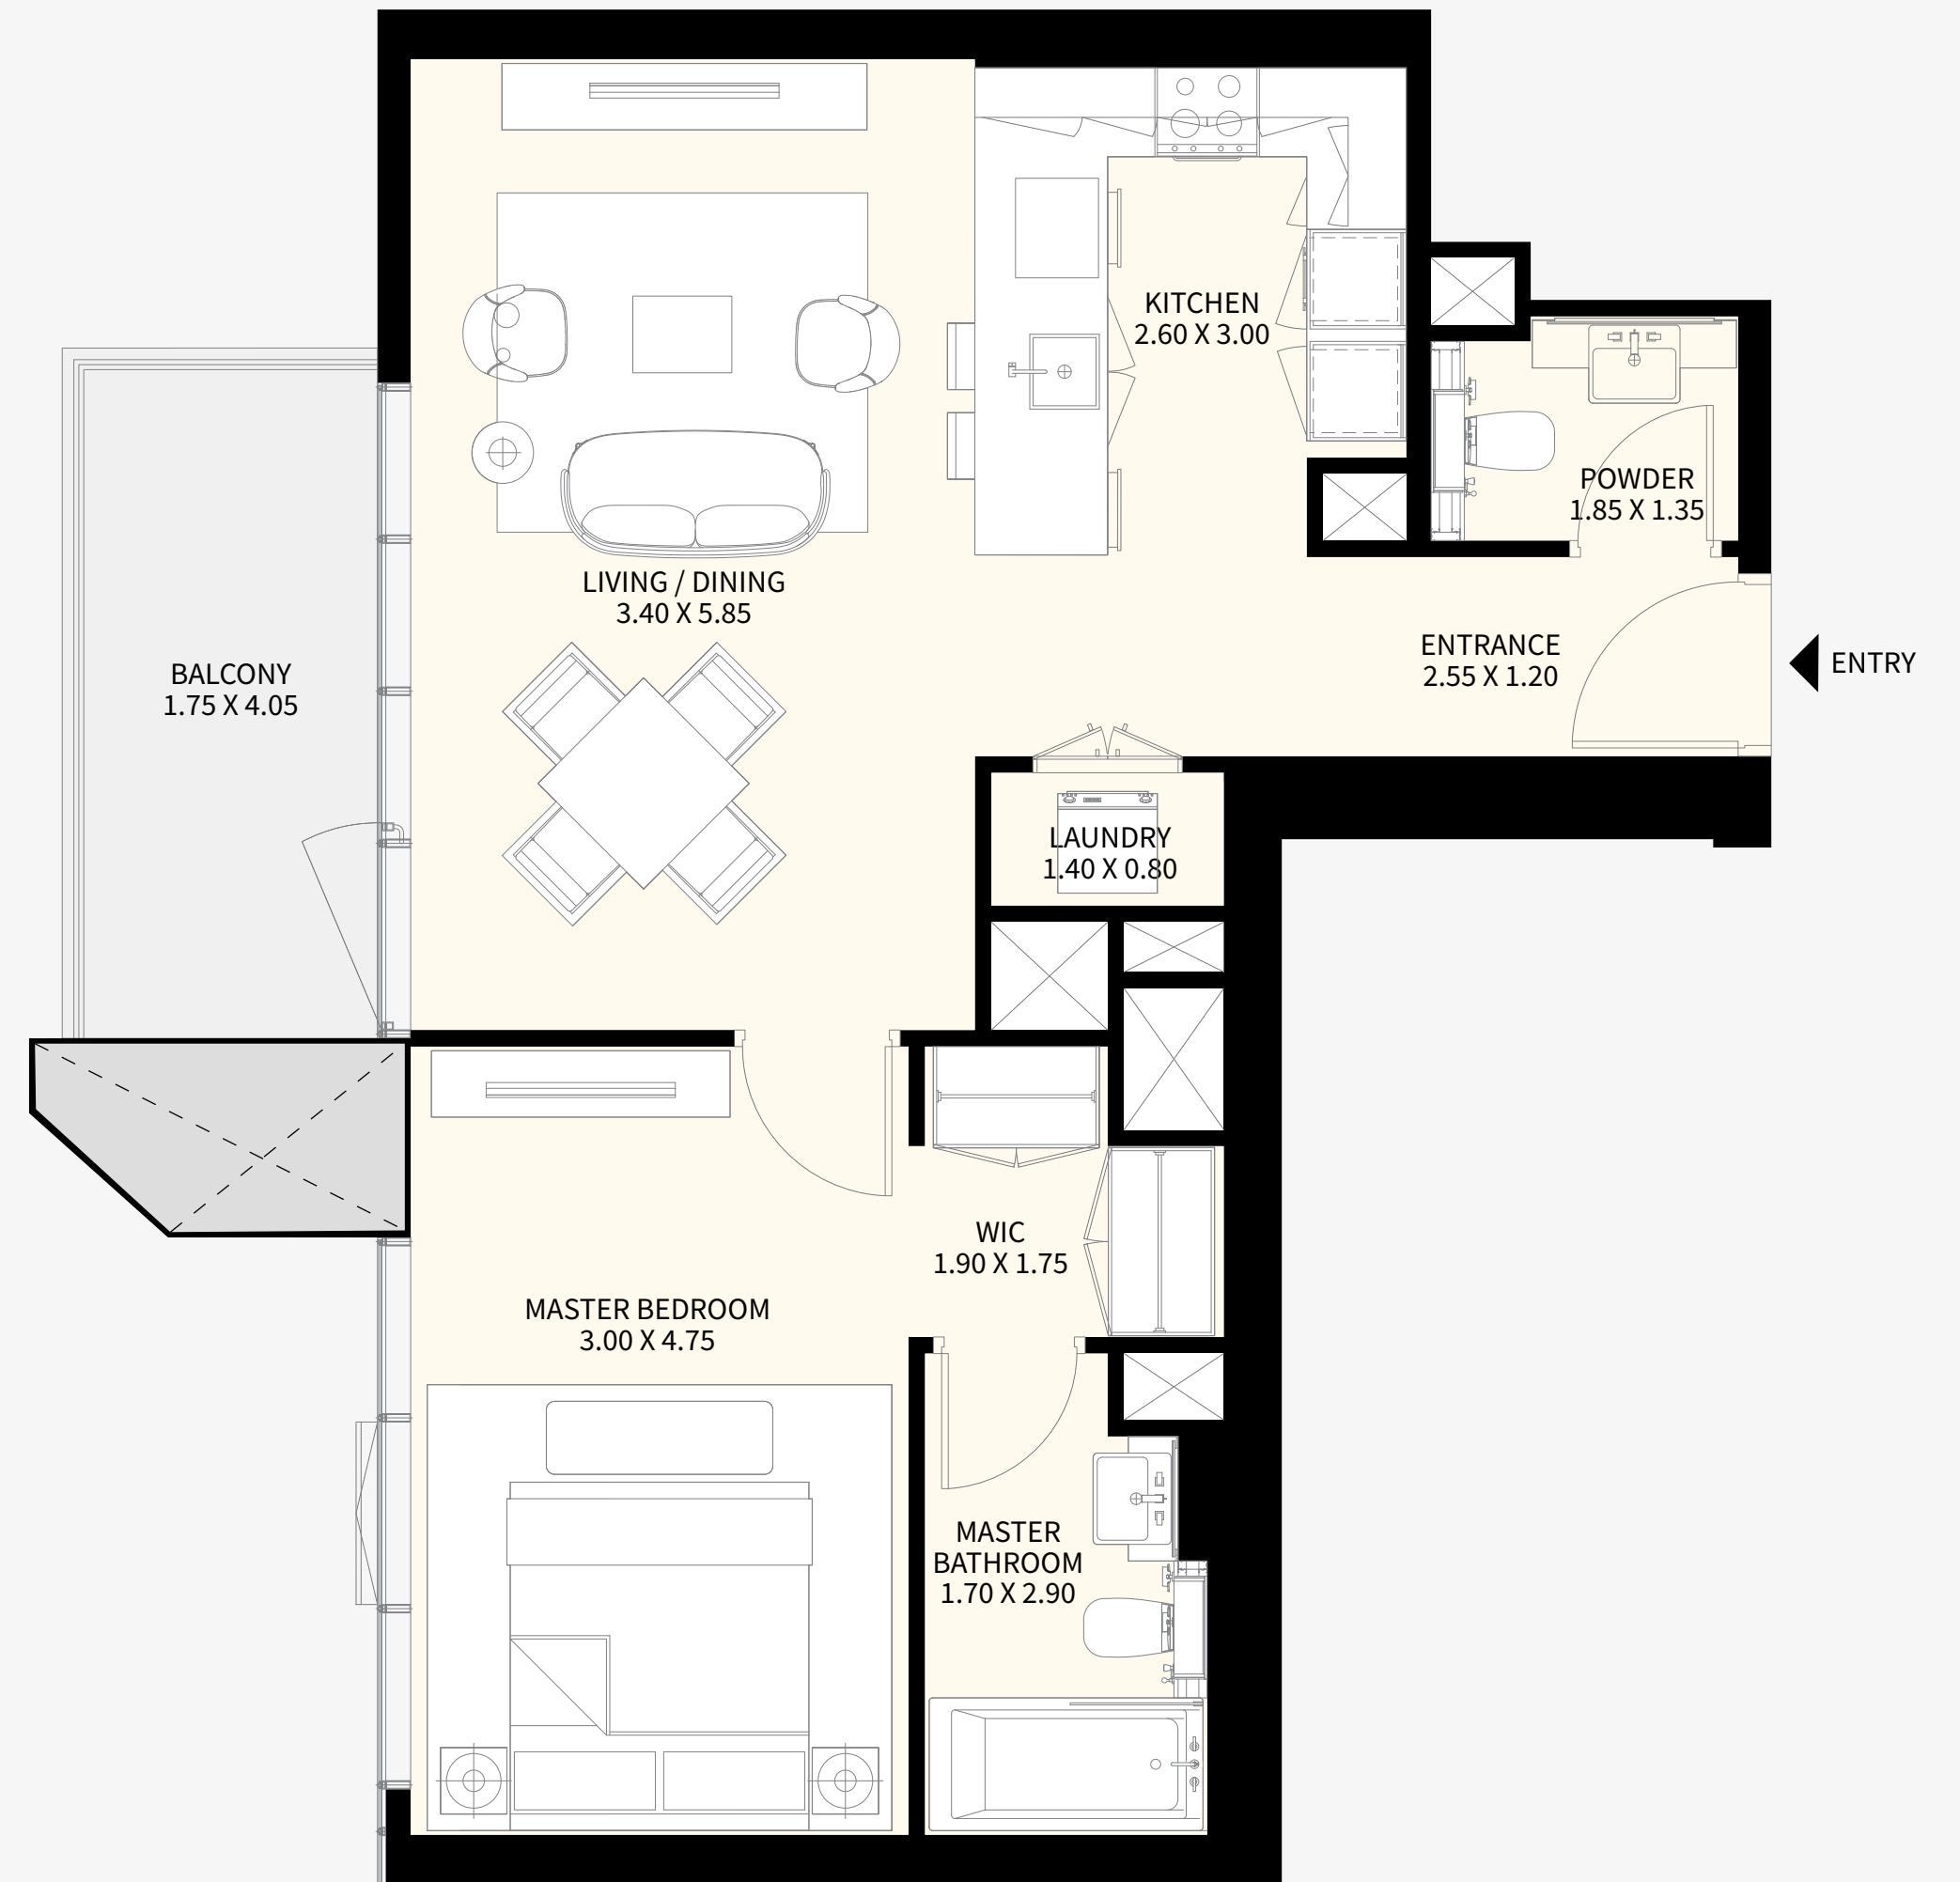 KITCHEN
2.60 X 3.00
POWDER
1.85 X 1.35
LIVING / DINING
3.40 X 5.85
BALCONY
1.75 X 4.05
ENTRANCE
2.55 X 1.20
ENTRY
LAUNDRY
1.40 X 0.80
WIC
1.90 X 1.75
MASTER BEDROOM
3.00 X 4.75
MASTER
BATHROOM
1.70 X 2.90